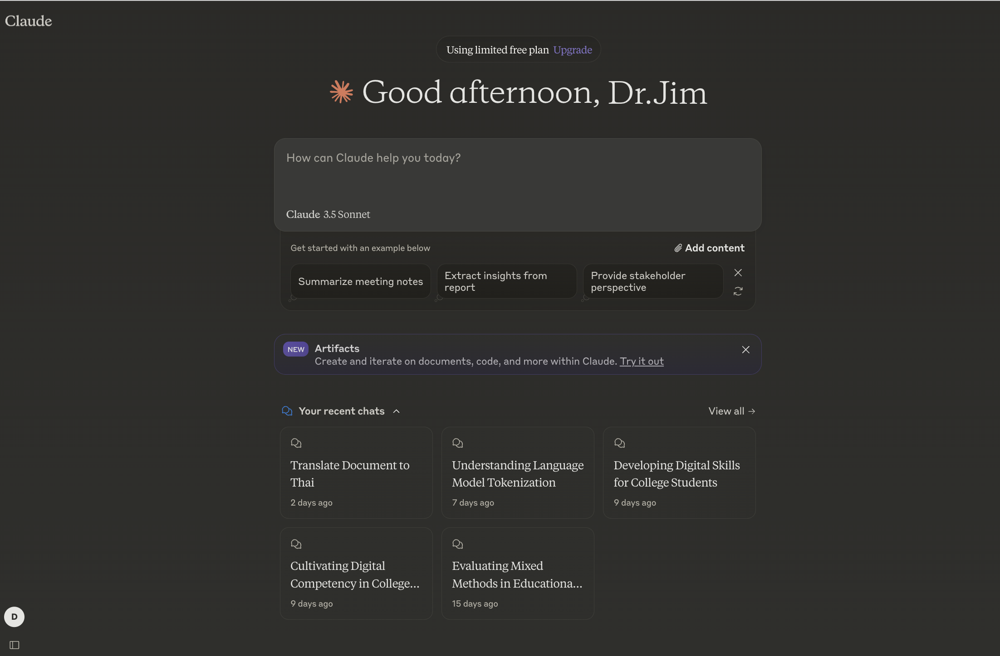 Claude
Using limited free plan Upgrade
Good afternoon, Dr.Jim
How can Claude help you today?
Claude 3.5 Sonnet
Get started with an example below
Add content
Summarize meeting notes
Extract insights from
report
Provide stakeholder
perspective
NEW
Artifacts
Create and iterate on documents, code, and more within Claude. Try it out
Your recent chats
View all →
Translate Document to
Thai
2 days ago
Understanding Language
Model Tokenization
7 days ago
Developing Digital Skills
for College Students
9 days ago
Cultivating Digital
Competency in College...
9 days ago
Evaluating Mixed
Methods in Educationa...
15 days ago
D